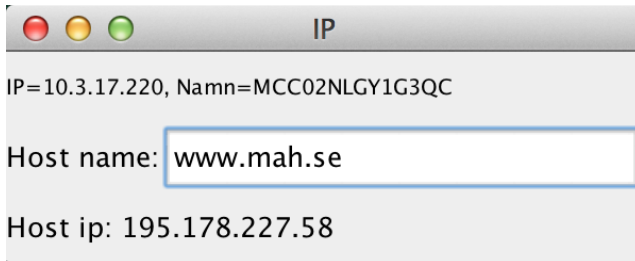 IP
IP=10.3.17.220, Namn=MCC02NLGY1G3QC
Host name: www.mah.se
Host ip: 195.178.227.58